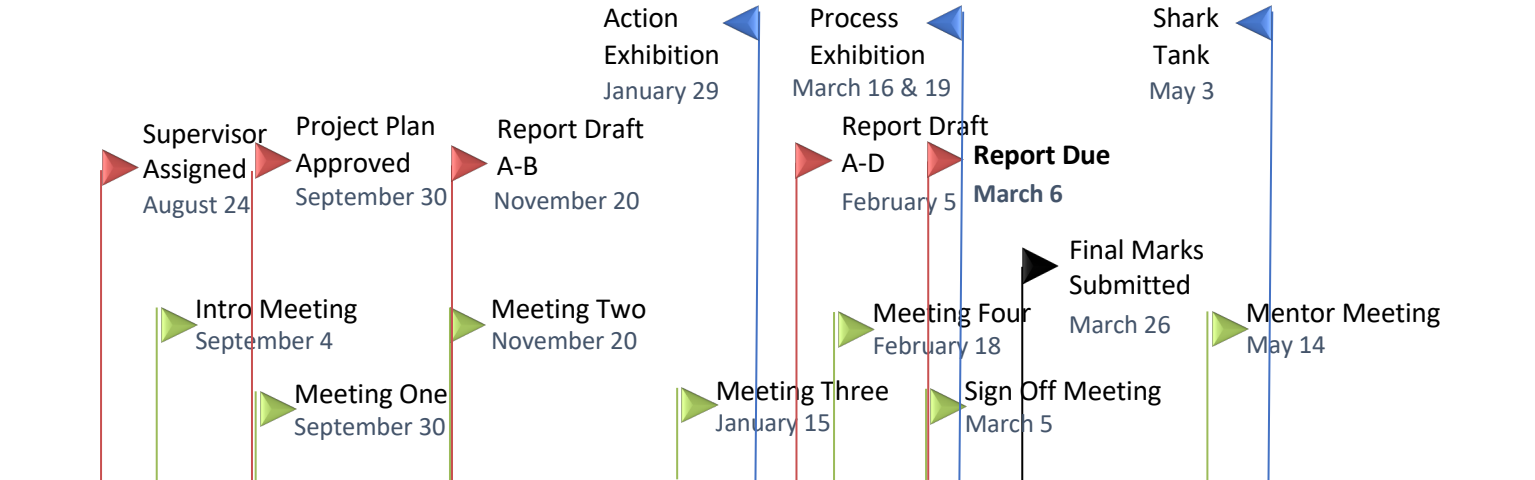 Action
Exhibition
January 29
Process
Exhibition
March 16 & 19
Shark
Tank
May 3
Supervisor
Assigned
August 24
Project Plan
Approved
September 30
Report Draft
A-B
November 20
Report Draft
A-D
February 5
Report Due
March 6
Final Marks
Submitted
March 26
Intro Meeting
September 4
Meeting Two
November 20
Meeting Four
February 18
Mentor Meeting
May 14
Meeting One
September 30
Meeting Three
January 15
Sign Off Meeting
March 5